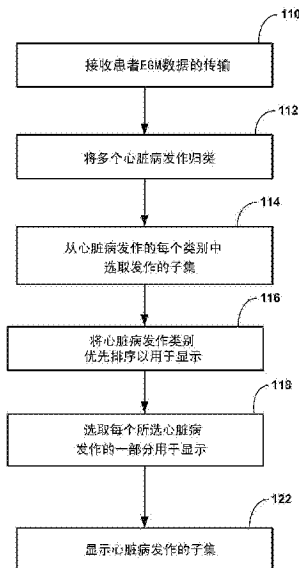 110
接收患者EGM数据的传输
112
将多个心脏病发作归类
114
从心脏病发作的每个类别中
选取发作的子集
116
将心脏病发作类别
优先排序以用于显示
118
选取每个所选心脏病
发作的一部分用于显示
122
显示心脏病发作的子集